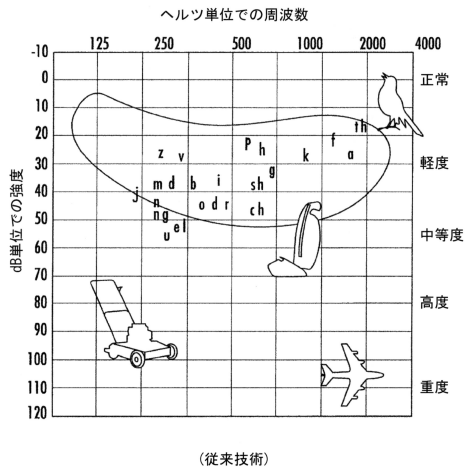 ヘルツ単位での周波数
125 250 500 1000 2000 4000
dB単位での強度
-10
0 正常
10
20 th
f
P h
z v k a
30 軽度
g
m d b i sh
40 j
n o d r
ng ch
50
el 中等度
u
60
70
80 高度
90
100
110 重度
120
(従来技術)